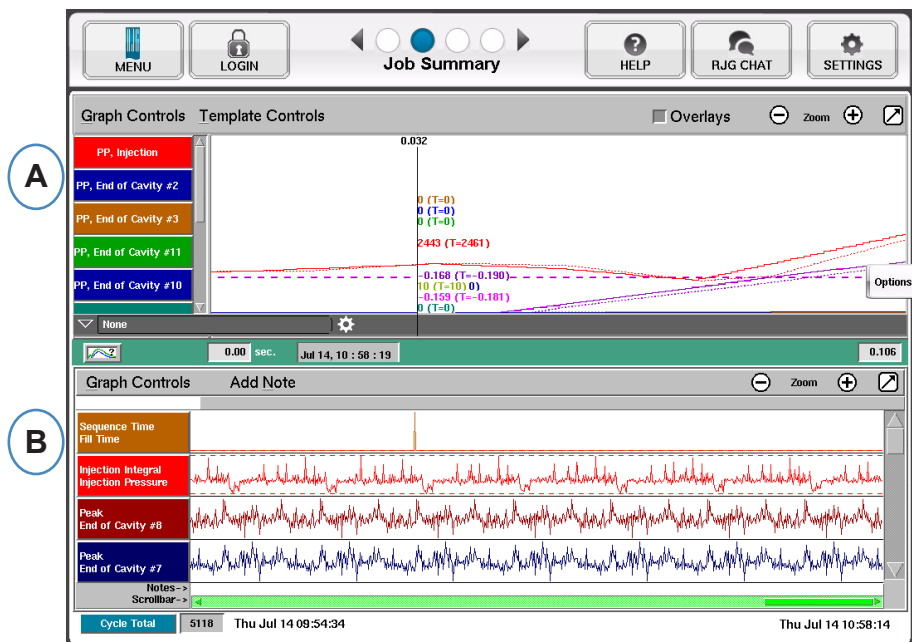 MENU
LOGIN
Job Summary
HELP
RJG CHAT
SETTINGS
A
Graph Controls Template Controls
Overlays
Zoom
PP, Injection
PP, End of Cavity #2
PP, End of Cavity #3
PP, End of Cavity #11
PP, End of Cavity #10
0.032
0 (T=0)
0 (T=0)
0 (T=0)
2443 (T=2461)
-0.168 (T=-0.190)
10 (T=10) 0)
-0.159 (T=-0.181)
0 (T=0)
Options
None
2
0.00 sec.
Jul 14, 10 : 58 : 19
0.106
B
Graph Controls Add Note
Zoom
Sequence Time
Fill Time
Injection Integral
Injection Pressure
Peak
End of Cavity #8
Peak
End of Cavity #7
Notes->
Scrollbar->
Cycle Total 5118 Thu Jul 14 09:54:34
Thu Jul 14 10:58:14